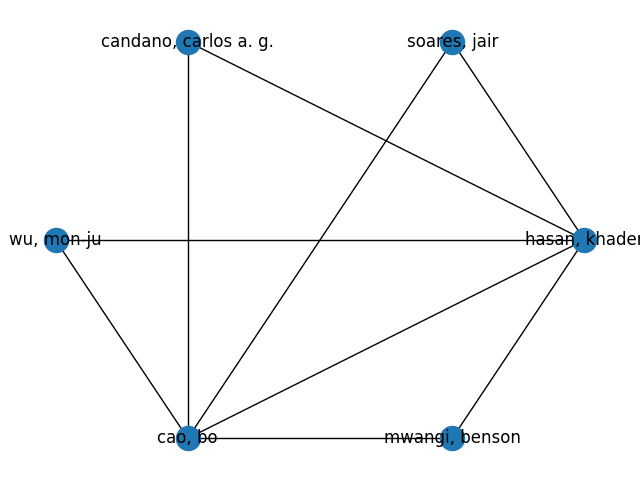 candano, carlos a. g.
soares, jair
wu, mon-ju
hasan, khader
cao, bo
mwangi, benson